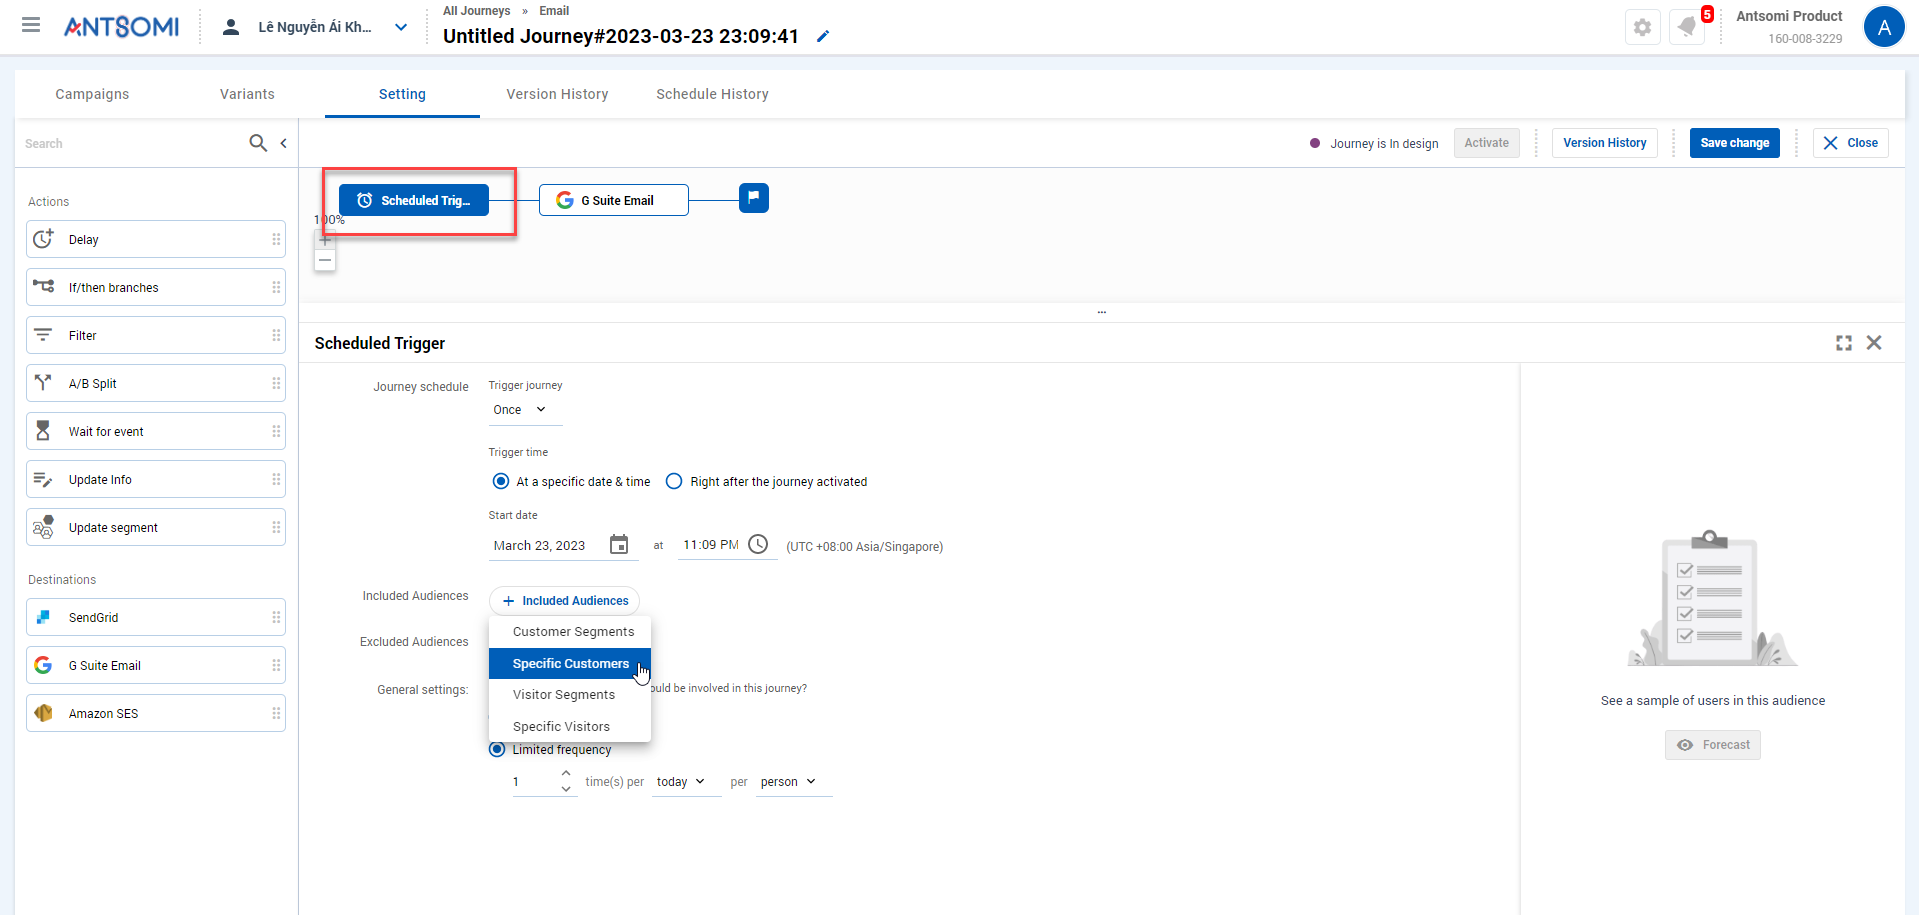 ANTSOMI
Lê Nguyễn Ái Kh...
All Journeys » Email
Untitled Journey#2023-03-23 23:09:41
5
Antsomi Product
160-008-3229
A
Campaigns
Variants
Setting
Version History
Schedule History
Search
Journey is In design
Activate
Version History
Save change
Close
Scheduled Trig...
G Suite Email
100%
Actions
Delay
If/then branches
Filter
A/B Split
Wait for event
Update Info
Update segment
Destinations
SendGrid
G Suite Email
Amazon SES
...
Scheduled Trigger
Journey schedule
Trigger journey
Once
Trigger time
At a specific date & time
Right after the journey activated
Start date
March 23, 2023
at
11:09 PM
(UTC +08:00 Asia/Singapore)
Included Audiences
+ Included Audiences
Customer Segments
Excluded Audiences
Specific Customers
General settings:
be involved in this journey?
Visitor Segments
Specific Visitors
Limited frequency
1 time(s) per today per person
See a sample of users in this audience
Forecast